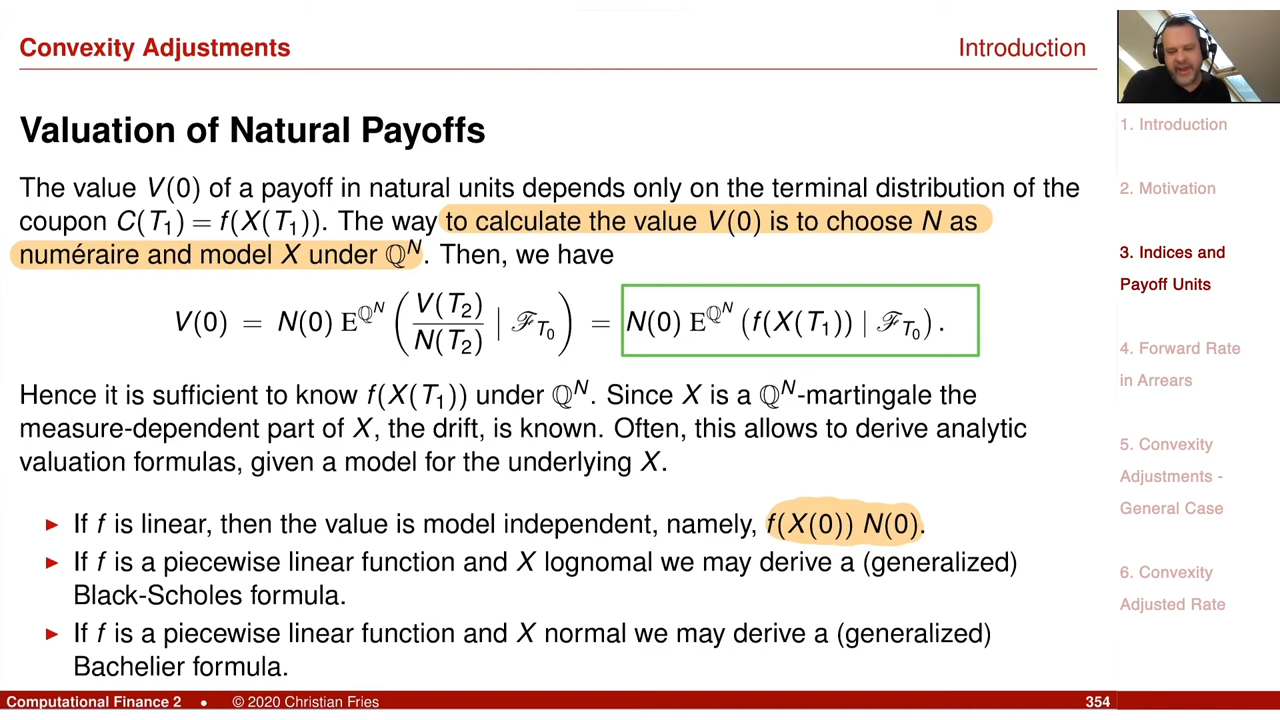 Convexity Adjustments
Introduction
Valuation of Natural Payoffs
The value V(0) of a payoff in natural units depends only on the terminal distribution of the
coupon C(T₁) = f(X(T₁)). The way to calculate the value V(0) is to choose N as
numéraire and model X under ℚᴺ. Then, we have
V(0) = N(0) E^ℚᴺ ( V(T₂) / N(T₂) | ℱ_T₀ ) = N(0) E^ℚᴺ (f(X(T₁)) | ℱ_T₀) .
Hence it is sufficient to know f(X(T₁)) under ℚᴺ. Since X is a ℚᴺ-martingale the
measure-dependent part of X, the drift, is known. Often, this allows to derive analytic
valuation formulas, given a model for the underlying X.
► If f is linear, then the value is model independent, namely, f(X(0)) N(0).
► If f is a piecewise linear function and X lognomal we may derive a (generalized)
Black-Scholes formula.
► If f is a piecewise linear function and X normal we may derive a (generalized)
Bachelier formula.
1. Introduction
2. Motivation
3. Indices and
Payoff Units
4. Forward Rate
in Arrears
5. Convexity
Adjustments -
General Case
6. Convexity
Adjusted Rate
Computational Finance 2 • © 2020 Christian Fries
354